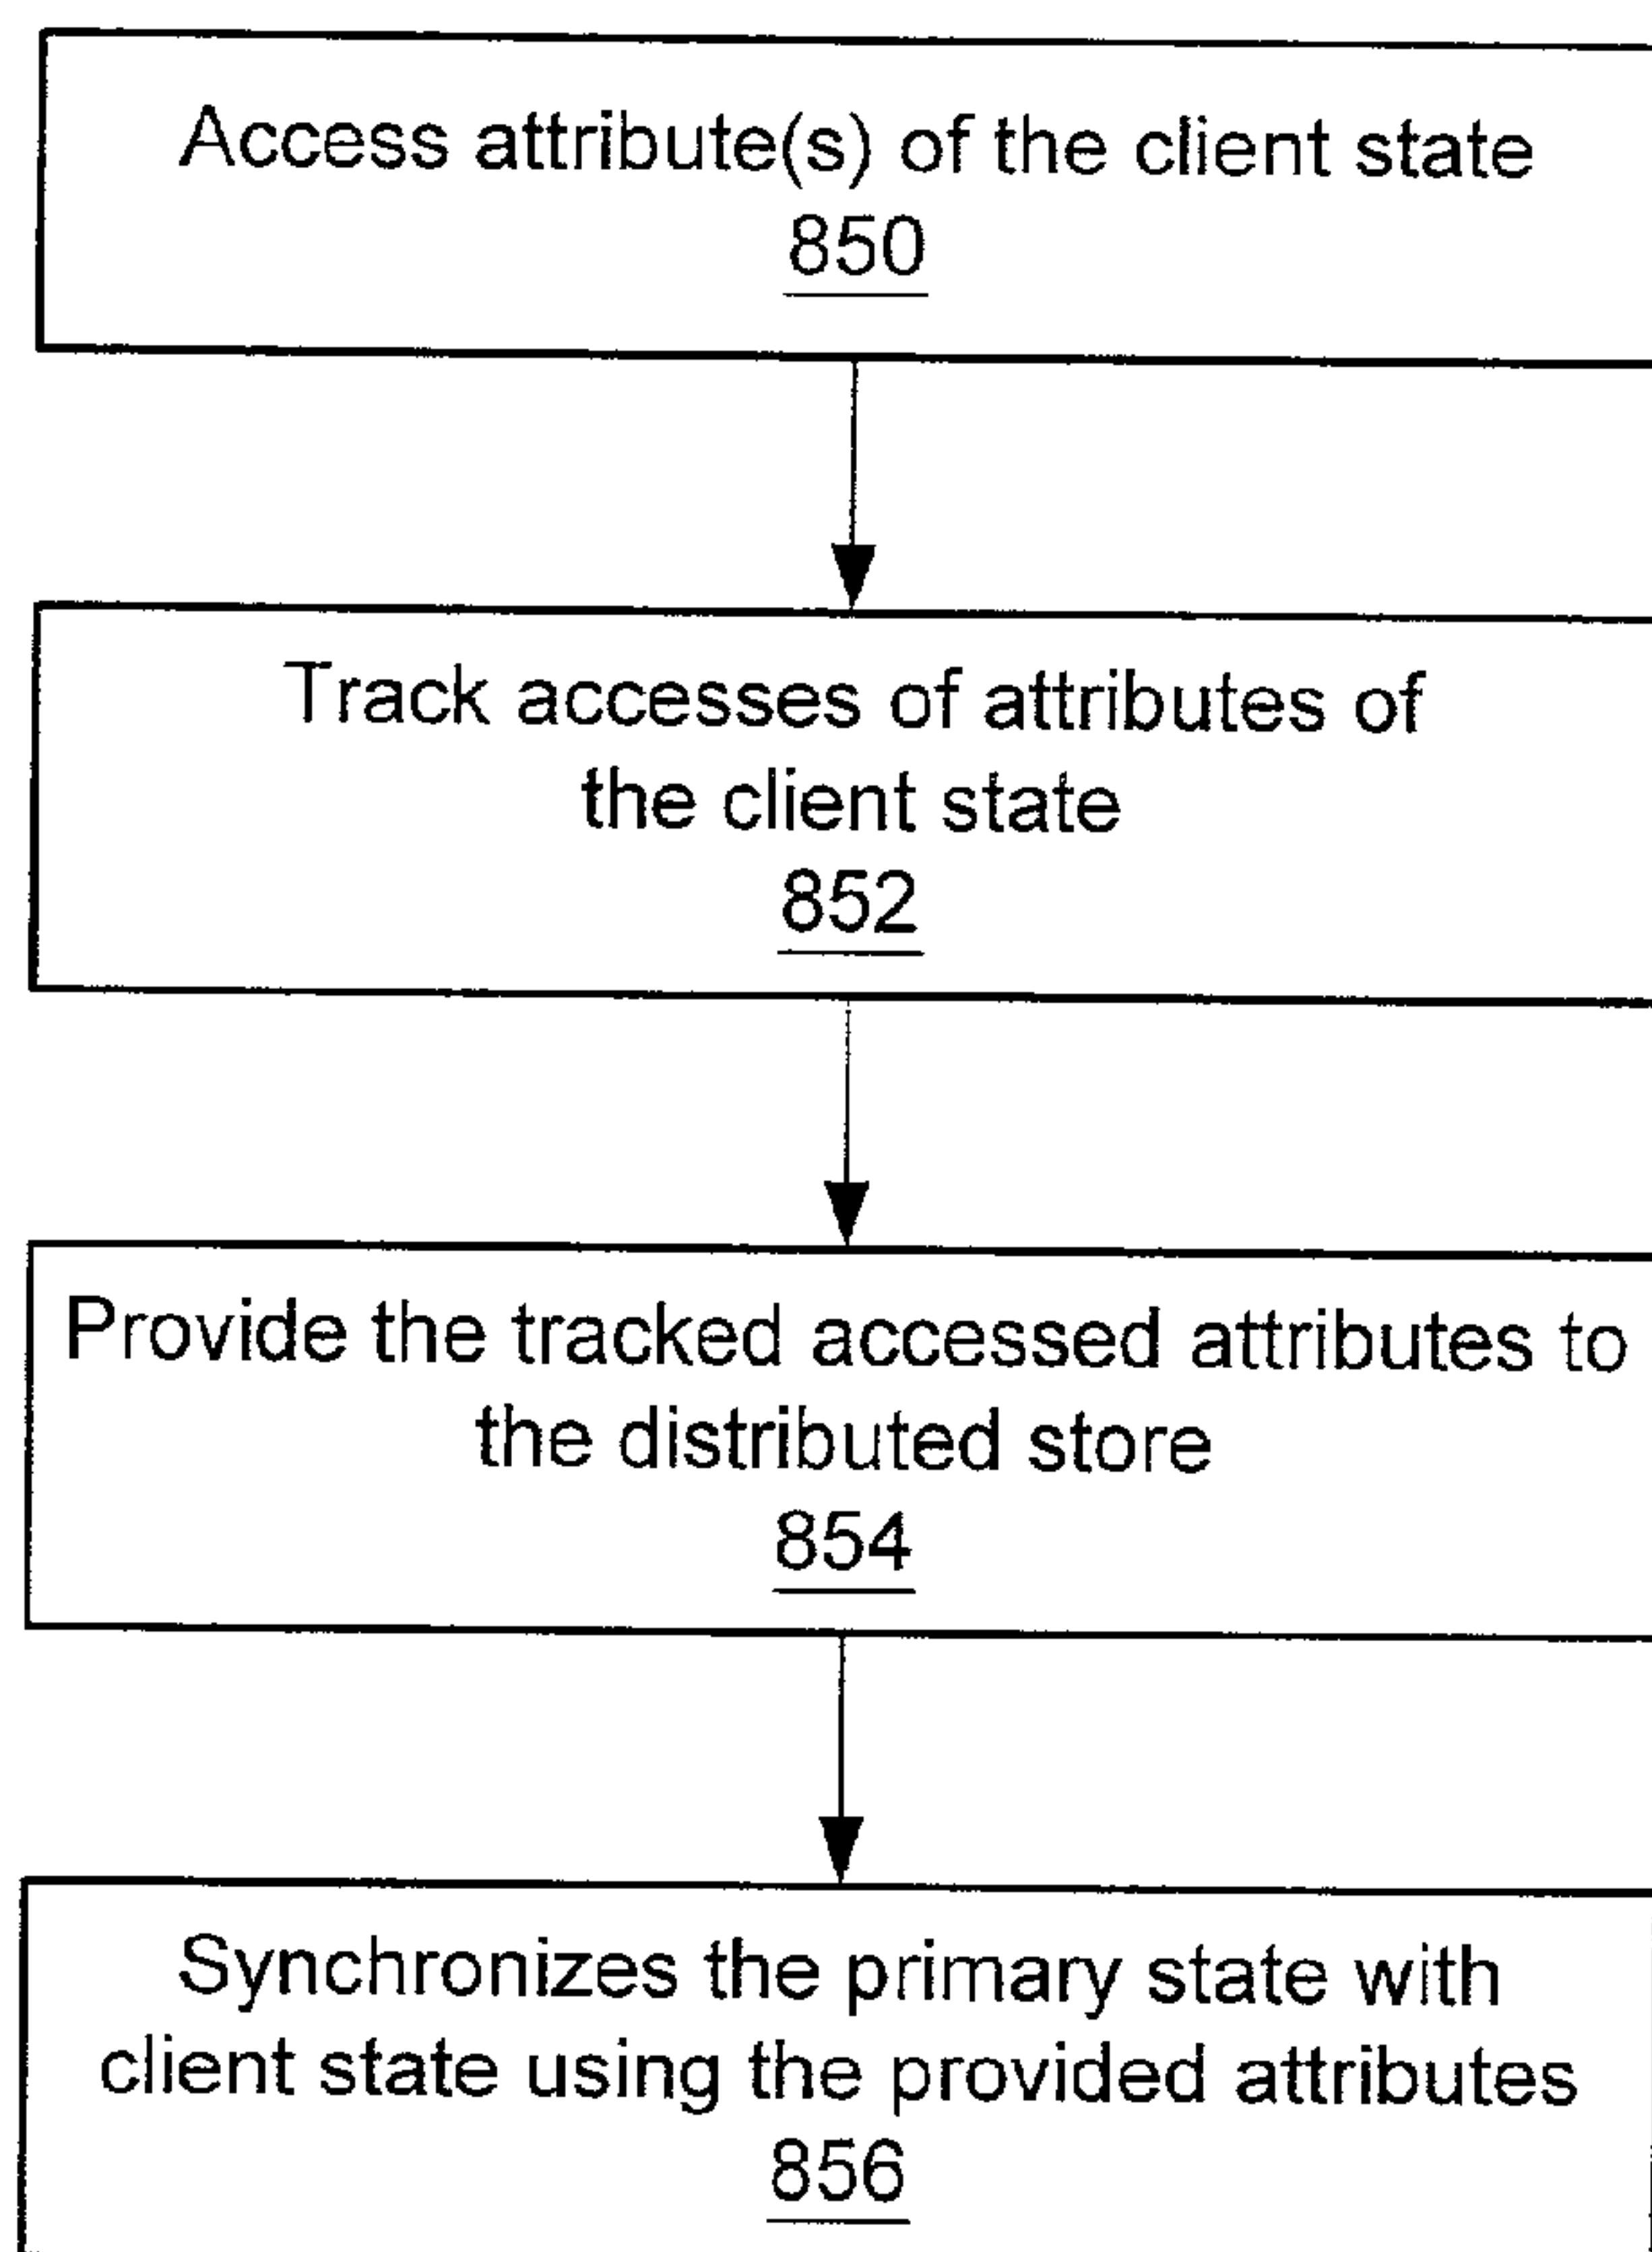 Access attribute(s) of the client state
850
Track accesses of attributes of
the client state
852
Provide the tracked accessed attributes to
the distributed store
854
Synchronizes the primary state with
client state using the provided attributes
856